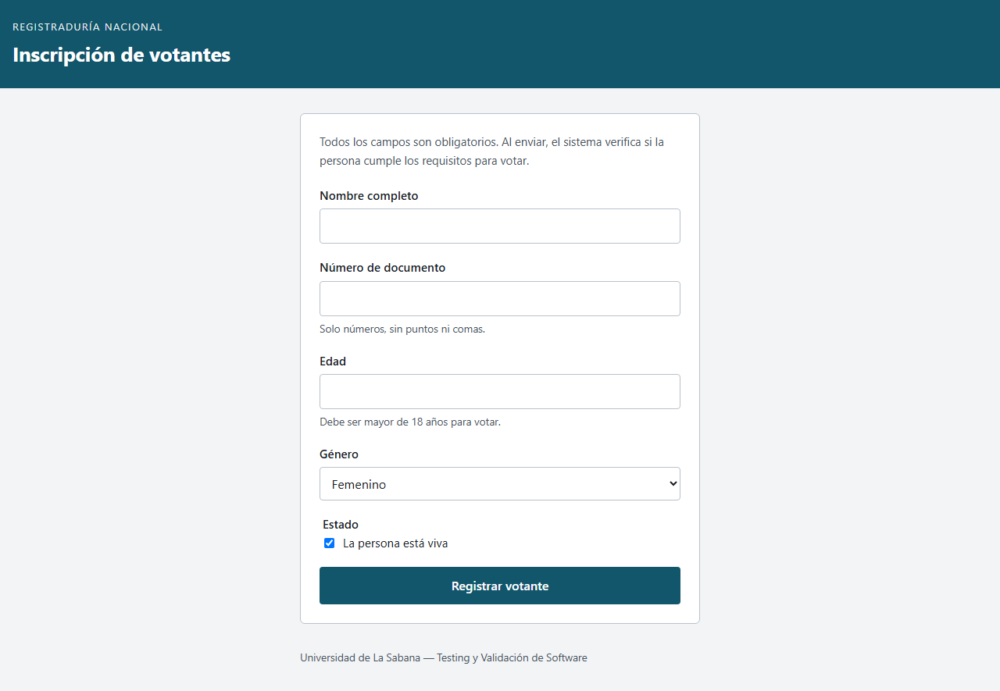 REGISTRADURÍA NACIONAL
Inscripción de votantes
Todos los campos son obligatorios. Al enviar, el sistema verifica si la
persona cumple los requisitos para votar.
Nombre completo
Número de documento
Solo números, sin puntos ni comas.
Edad
Debe ser mayor de 18 años para votar.
Género
Femenino
Estado
La persona está viva
Registrar votante
Universidad de La Sabana — Testing y Validación de Software